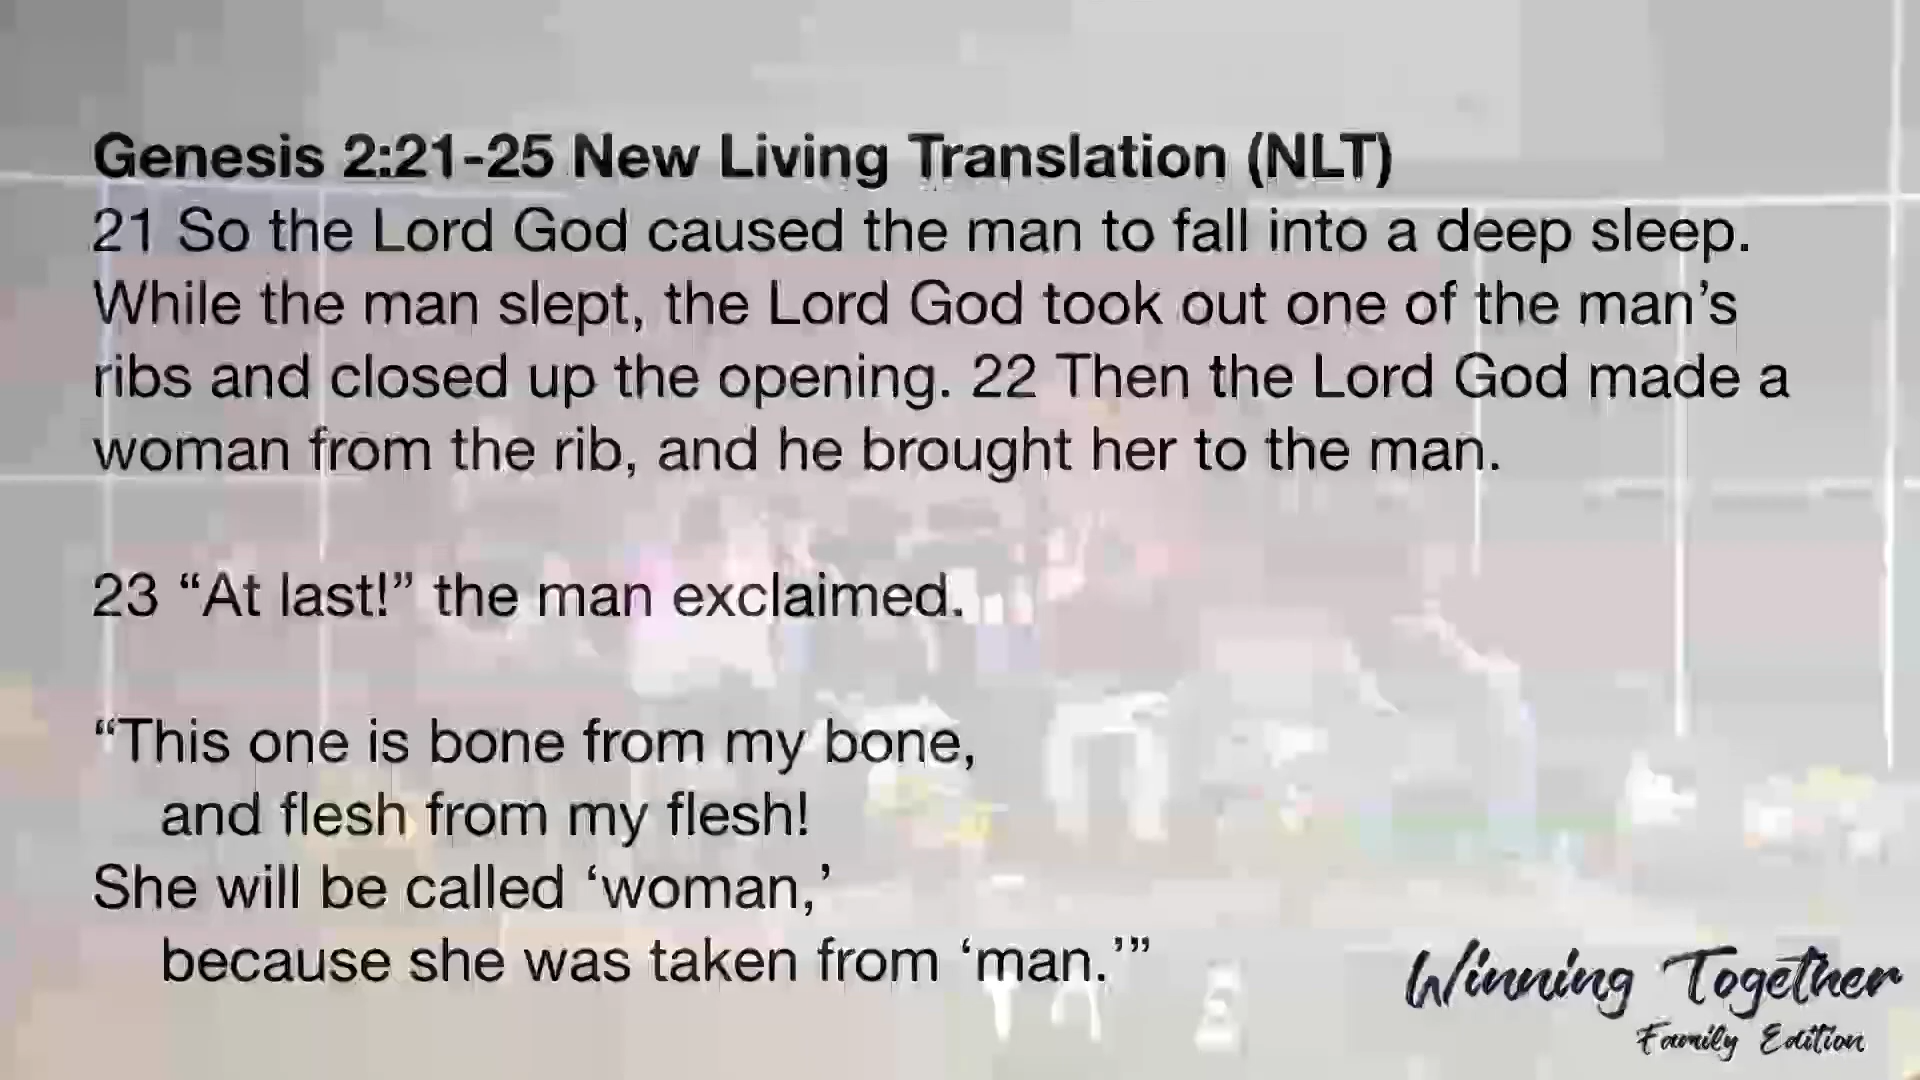 Genesis 2:21-25 New Living Translation (NLT)
21 So the Lord God caused the man to fall into a deep sleep.
While the man slept, the Lord God took out one of the man’s
ribs and closed up the opening. 22 Then the Lord God made a
woman from the rib, and he brought her to the man.
23 “At last!” the man exclaimed.
“This one is bone from my bone,
and flesh from my flesh!
She will be called ‘woman,’
because she was taken from ‘man.’”
Winning Together
Family Edition